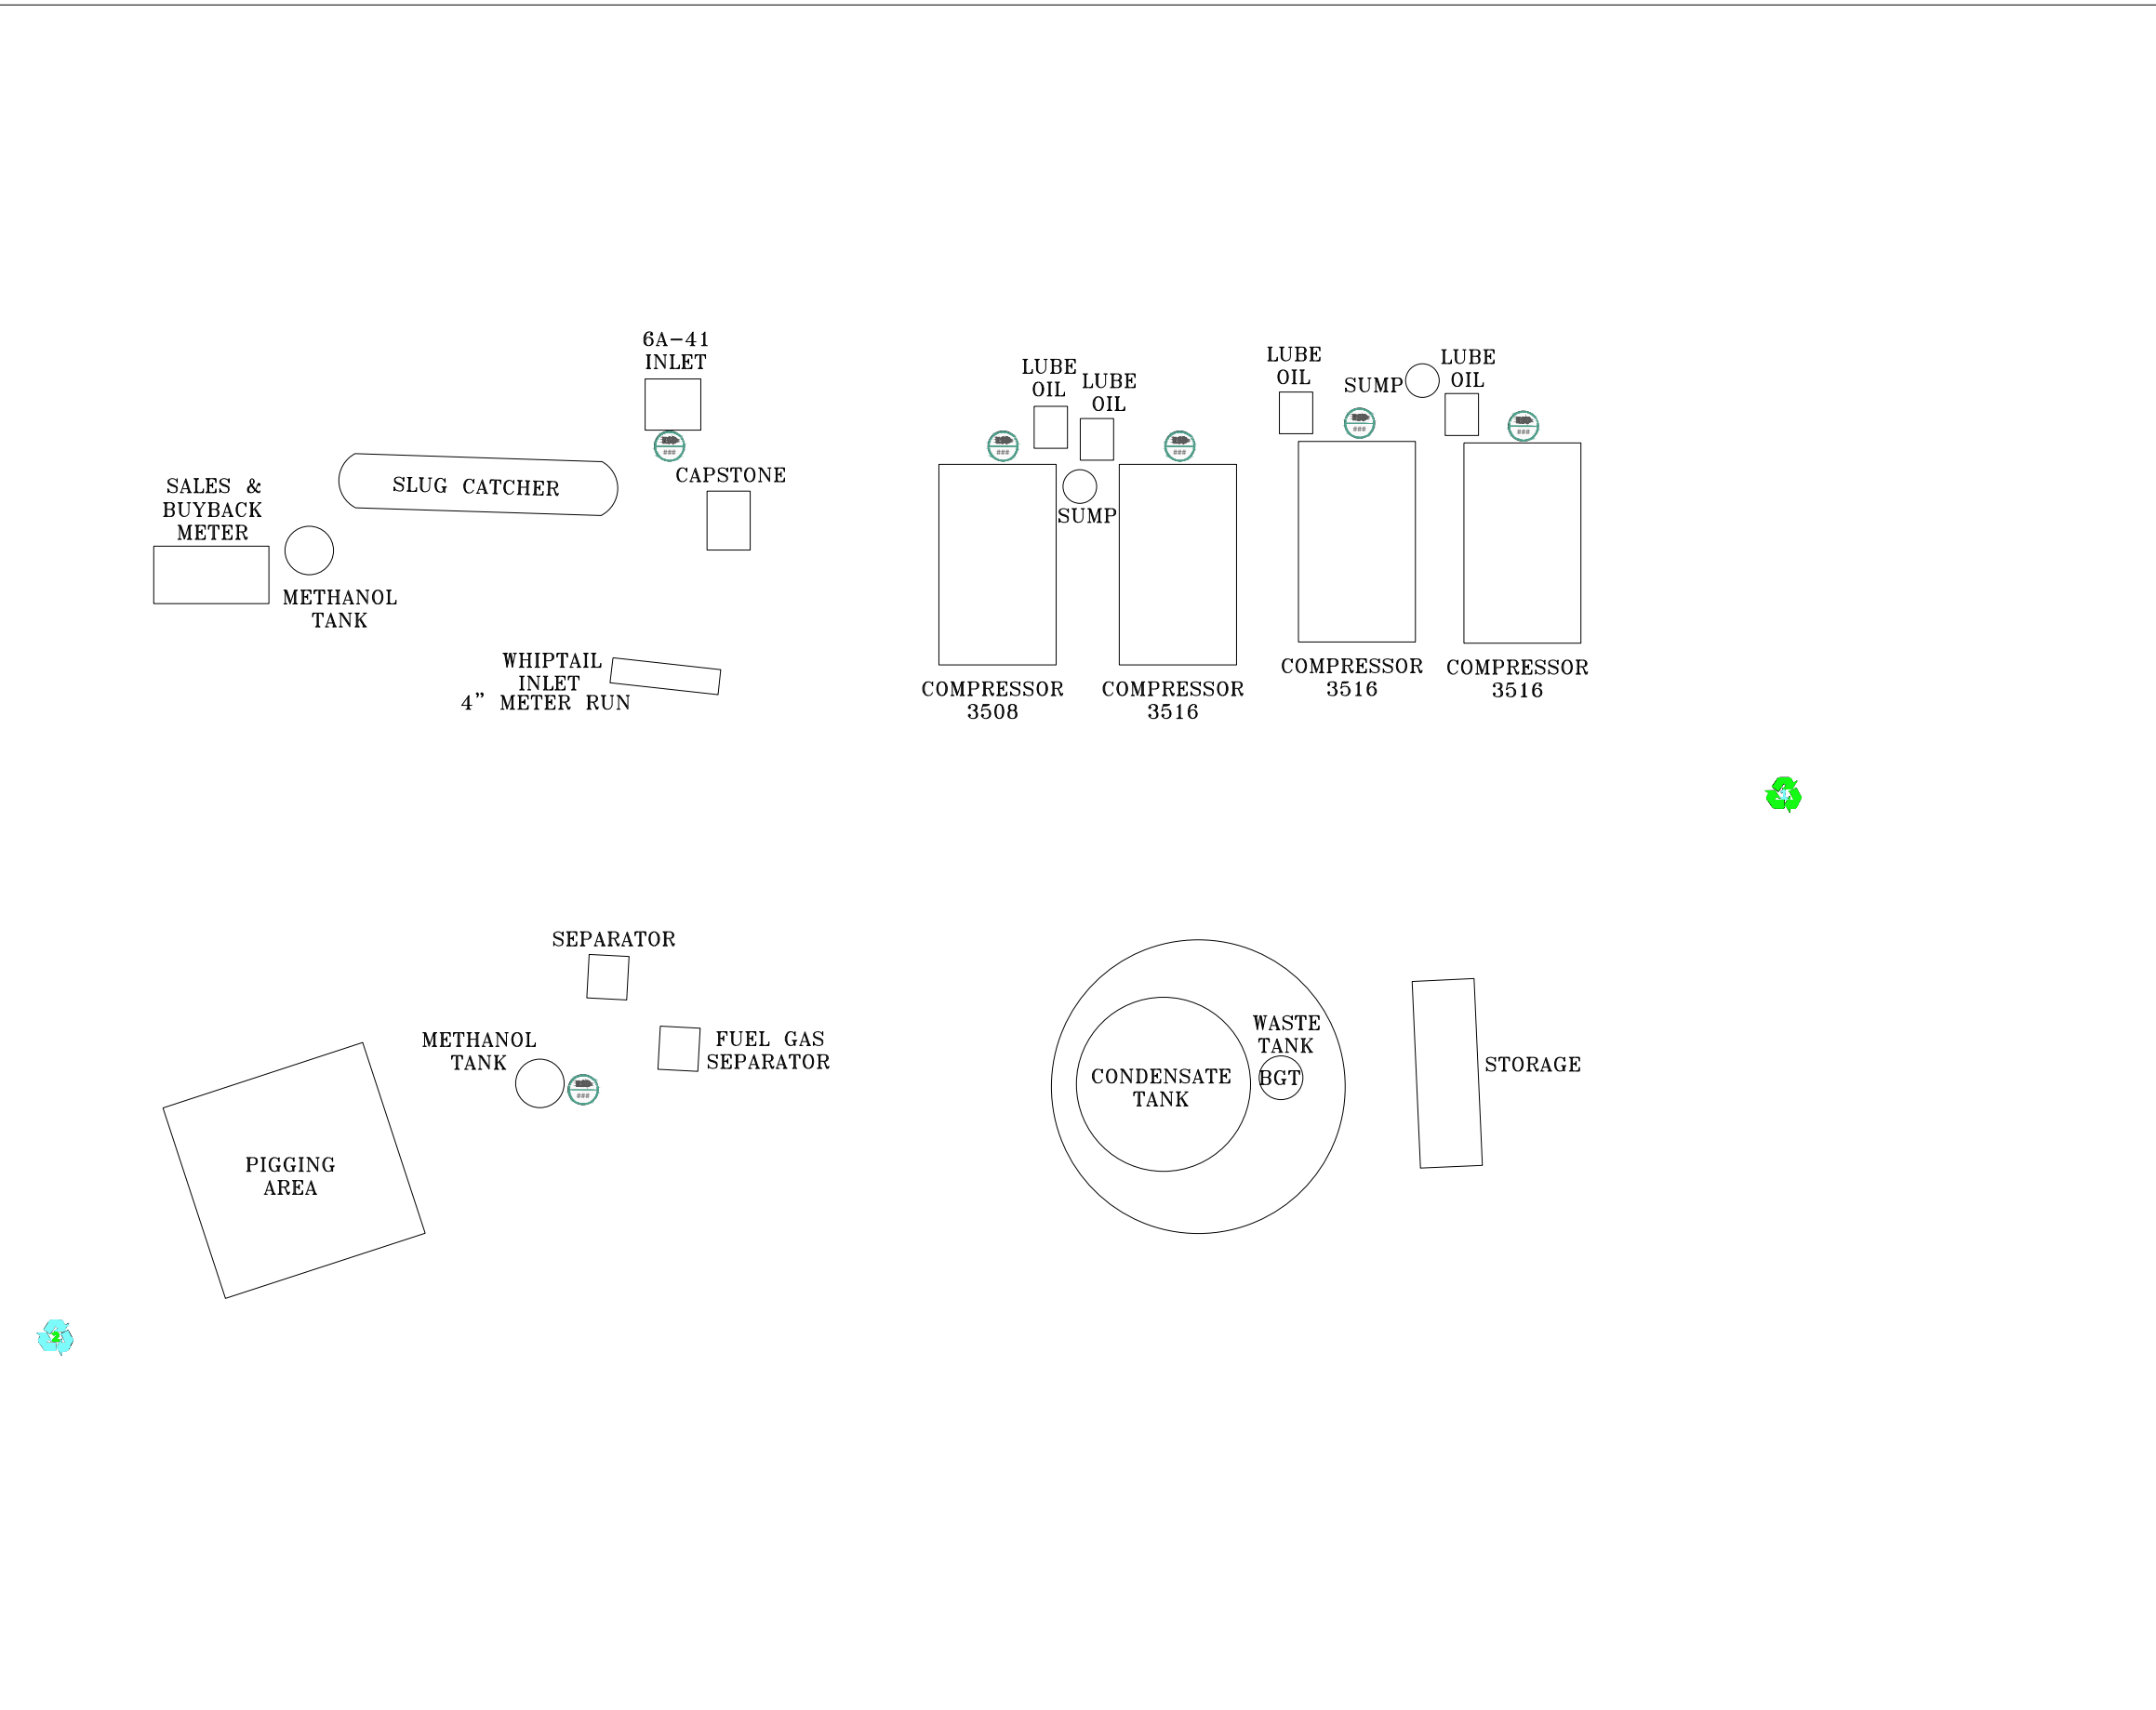 6A-41
INLET
LUBE
OIL
LUBE
OIL
LUBE
OIL
SUMP
LUBE
OIL
###
###
###
###
###
CAPSTONE
SLUG CATCHER
SALES &
BUYBACK
METER
SUMP
METHANOL
TANK
WHIPTAIL
INLET
4" METER RUN
COMPRESSOR
3508
COMPRESSOR
3516
COMPRESSOR
3516
COMPRESSOR
3516
SEPARATOR
METHANOL
TANK
###
FUEL GAS
SEPARATOR
PIGGING
AREA
CONDENSATE
TANK
WASTE
TANK
BGT
STORAGE
2